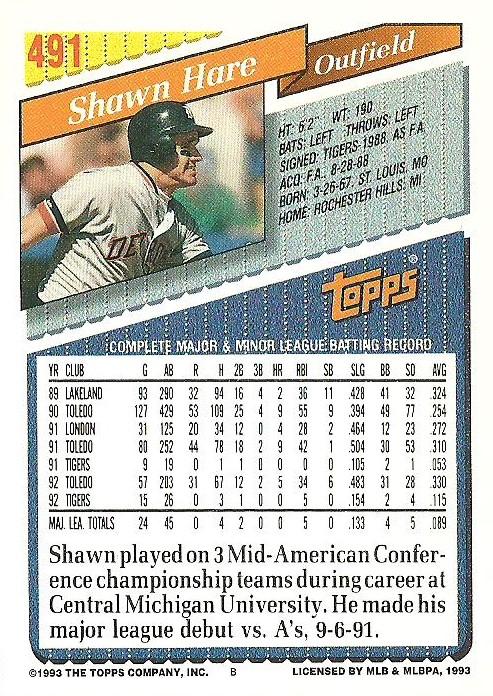 491
Shawn Hare
Outfield
HT: 6'2" WT: 190
BATS: LEFT THROWS: LEFT
SIGNED: TIGERS-1988, AS F.A.
ACQ: F.A., 8-28-88
BORN: 3-26-67, ST. LOUIS, MO
HOME: ROCHESTER HILLS, MI
DET
TOPPS®
COMPLETE MAJOR & MINOR LEAGUE BATTING RECORD
YR CLUB G AB R H 2B 3B HR RBI SB SLG BB SO AVG
89 LAKELAND 93 290 32 94 16 4 2 36 11 .428 41 32 .324
90 TOLEDO 127 429 53 109 25 4 9 55 9 .394 49 77 .254
91 LONDON 31 125 20 34 12 0 4 28 2 .464 12 23 .272
91 TOLEDO 80 252 44 78 18 2 9 42 1 .504 30 53 .310
91 TIGERS 9 19 0 1 1 0 0 0 0 .105 2 1 .053
92 TOLEDO 57 203 31 67 12 2 5 34 6 .483 31 28 .330
92 TIGERS 15 26 0 3 1 0 0 5 0 .154 2 4 .115
MAJ. LEA. TOTALS 24 45 0 4 2 0 0 5 0 .133 4 5 .089
Shawn played on 3 Mid-American Confer-
ence championship teams during career at
Central Michigan University. He made his
major league debut vs. A's, 9-6-91.
©1993 THE TOPPS COMPANY, INC. B LICENSED BY MLB & MLBPA, 1993